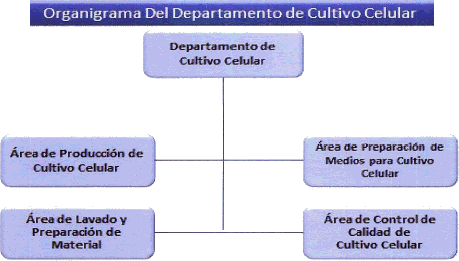 Organigrama Del Departamento de Cultivo Celular
Departamento de
Cultivo Celular
Área de Producción de
Cultivo Celular
Área de Preparación de
Medios para Cultivo
Celular
Área de Lavado y
Preparación de
Material
Área de Control de
Calidad de
Cultivo Celular